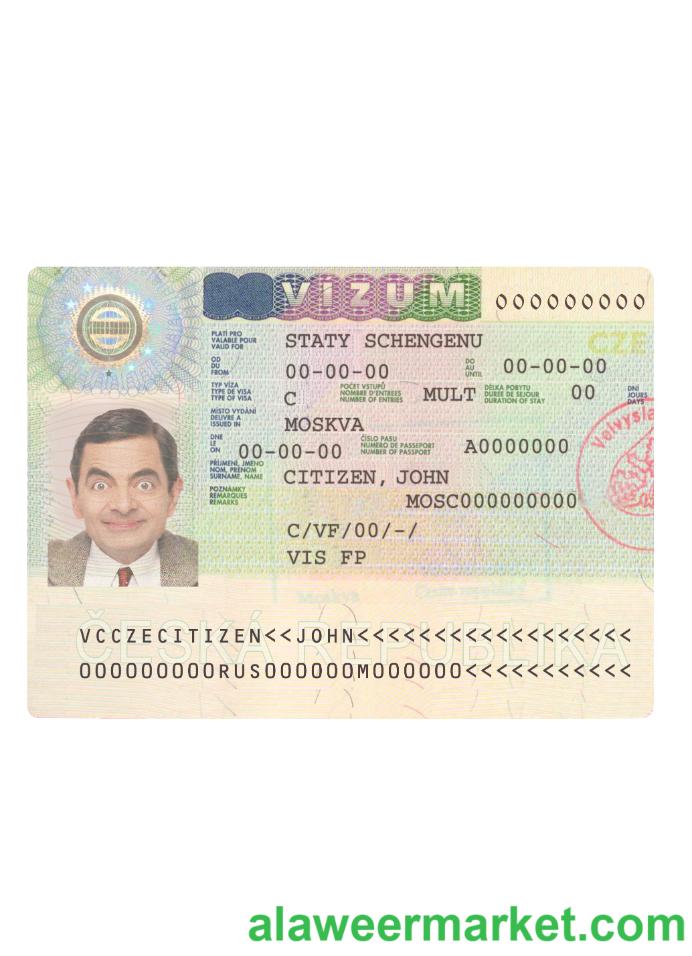 VÍZUM 000000000
PLATÍ PRO
VALABLE POUR
VALID FOR
STATY SCHENGENU
CZE
OD
DU
FROM
00-00-00
DO
AU
UNTIL
00-00-00
TYP VÍZA
TYPE DE VISA
TYPE OF VISA
C
POČET VSTUPŮ
NOMBRE D'ENTREES
NUMBER OF ENTRIES
MULT
DÉLKA POBYTU
DUREE DE SEJOUR
DURATION OF STAY
00
DNÍ
JOURS
DAYS
MÍSTO VYDÁNÍ
DELIVRE A
ISSUED IN
MOSKVA
DNE
LE
ON
00-00-00
ČÍSLO PASU
NUMERO DE PASSEPORT
NUMBER OF PASSPORT
A0000000
PŘÍJMENÍ, JMÉNO
NOM, PRENOM
SURNAME, NAME
CITIZEN, JOHN
POZNÁMKY
REMARQUES
REMARKS
MOSC000000000
C/VF/00/-/
VIS FP
Velvysla
Moskva
ČESKÁ REPUBLIKA
VCCZECITIZEN<<JOHN<<<<<<<<<<<<<<<<<<
000000000RUS000000M000000<<<<<<<<<<<
alaweermarket.com